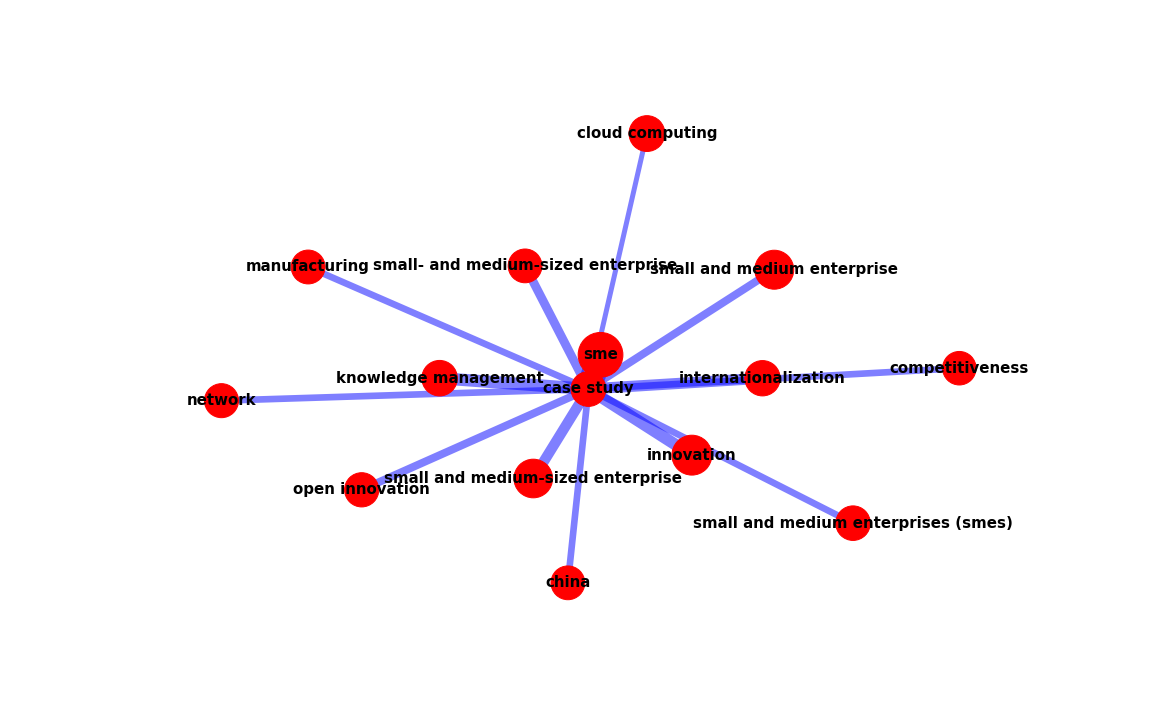 cloud computing
manufacturing
small- and medium-sized enterprise
small and medium enterprise
sme
competitiveness
knowledge management
internationalization
case study
network
innovation
small and medium-sized enterprise
open innovation
small and medium enterprises (smes)
china